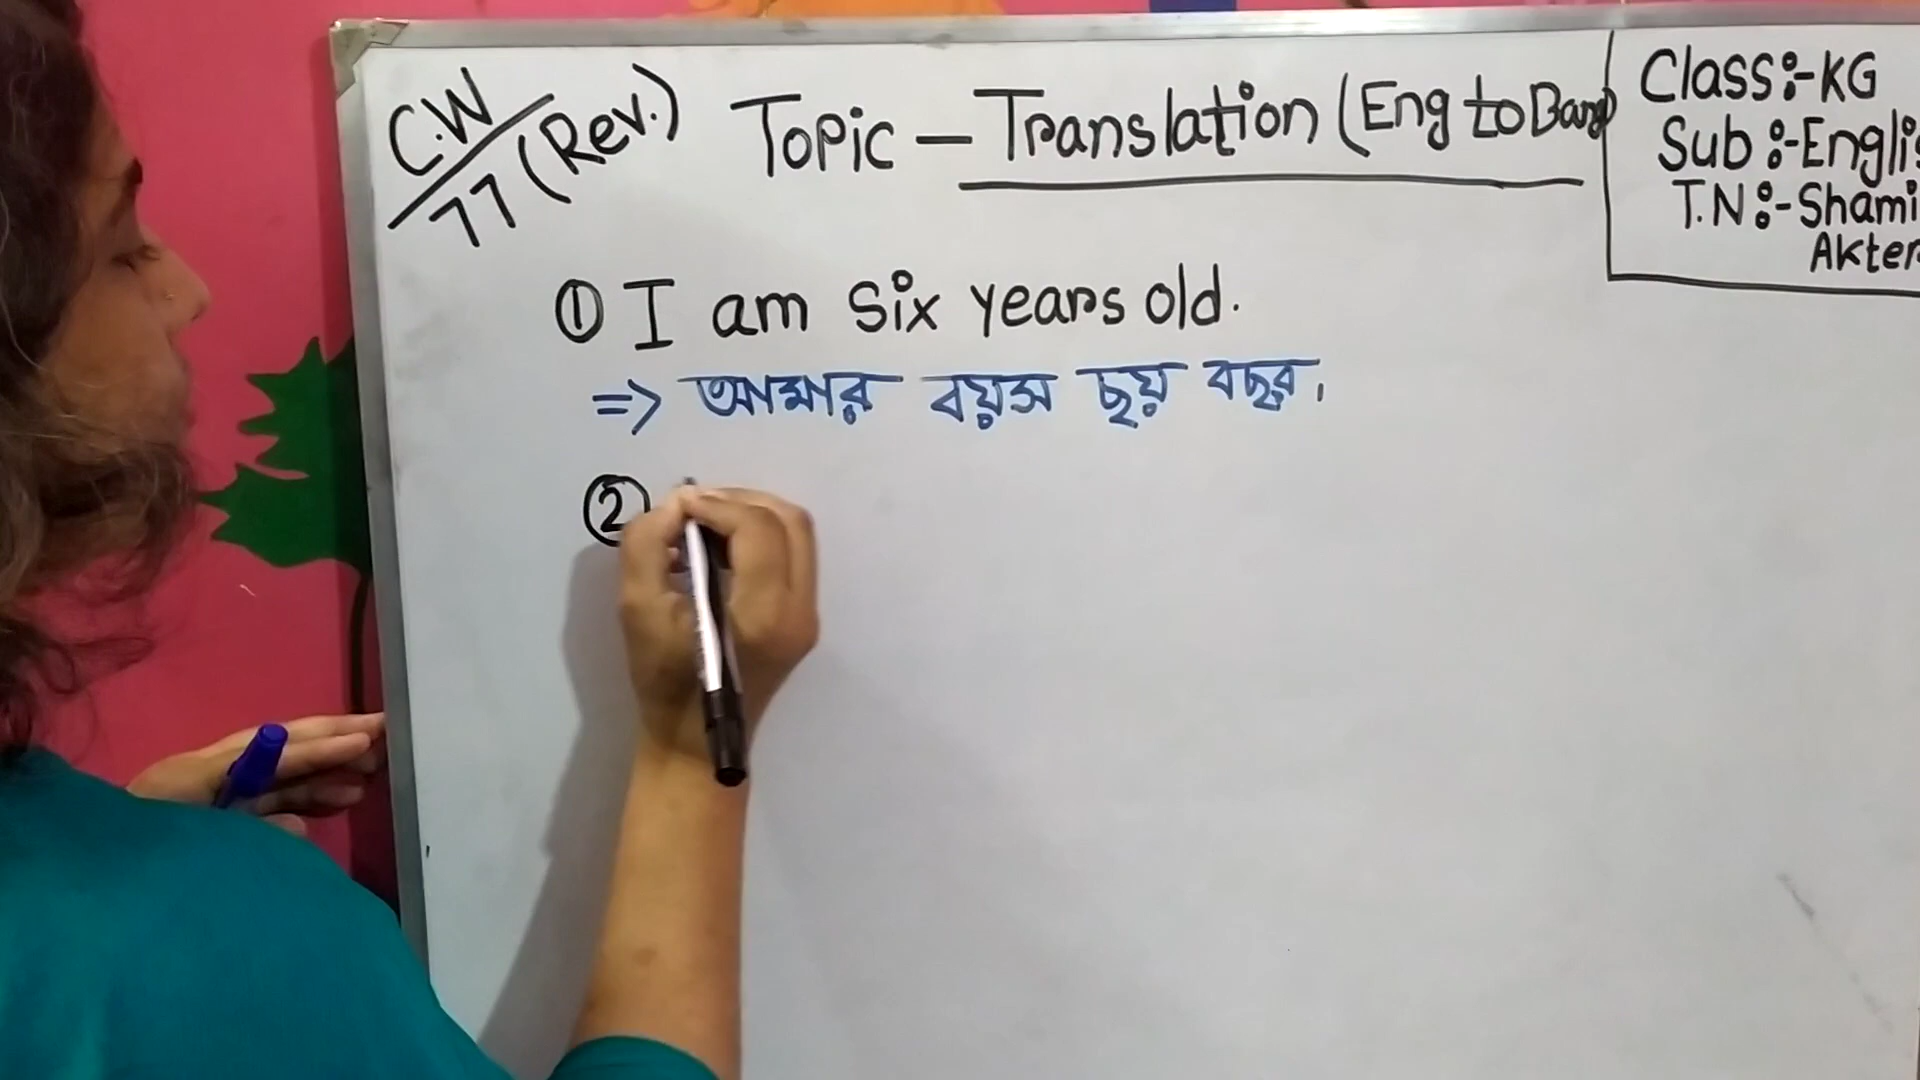 C.W
77 (Rev.)
Topic – Translation (Eng to Bang)
Class:-KG
Sub:-Englis
T.N:-Shami
Akter
① I am six years old.
⇒ আমার বয়স ছয় বছর।
②